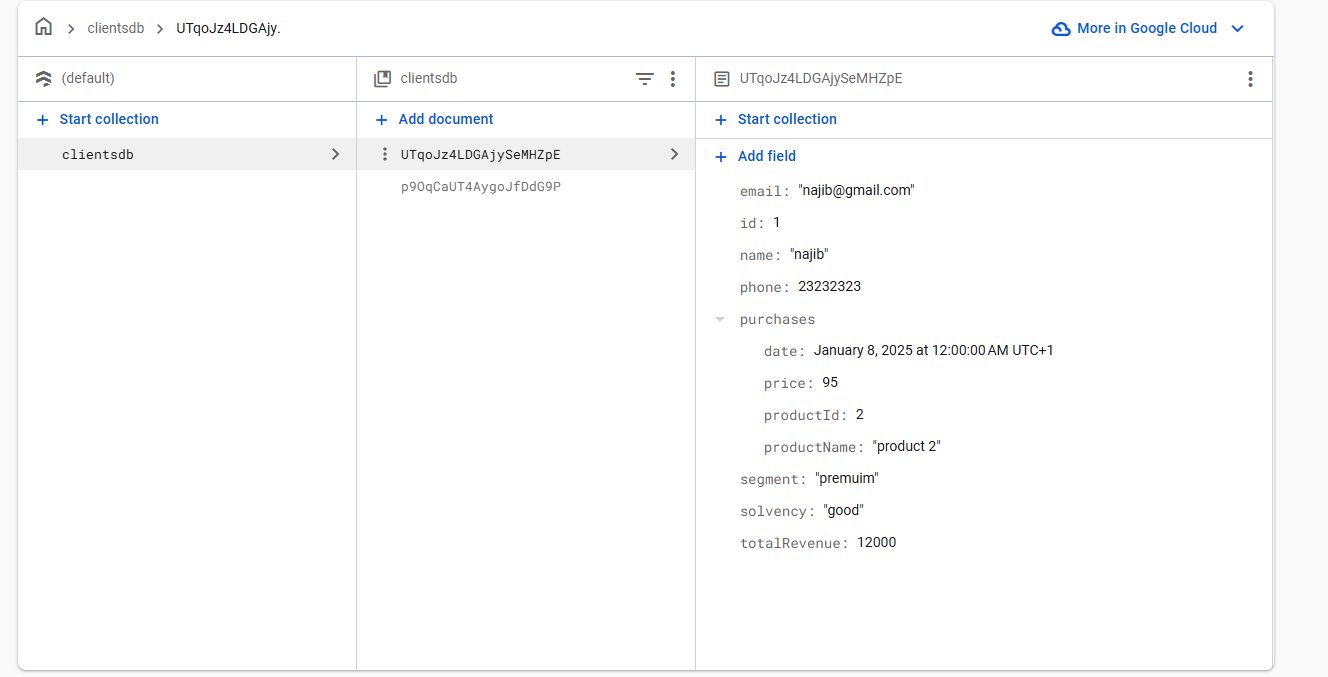 clientsdb
UTqoJz4LDGAjy.
More in Google Cloud
(default)
clientsdb
UTqoJz4LDGAjySeMHZpE
+ Start collection
+ Add document
+ Start collection
clientsdb
UTqoJz4LDGAjySeMHZpE
p9OqCaUT4AygoJfDdG9P
+ Add field
email: "najib@gmail.com"
id: 1
name: "najib"
phone: 23232323
purchases
date: January 8, 2025 at 12:00:00 AM UTC+1
price: 95
productId: 2
productName: "product 2"
segment: "premuim"
solvency: "good"
totalRevenue: 12000